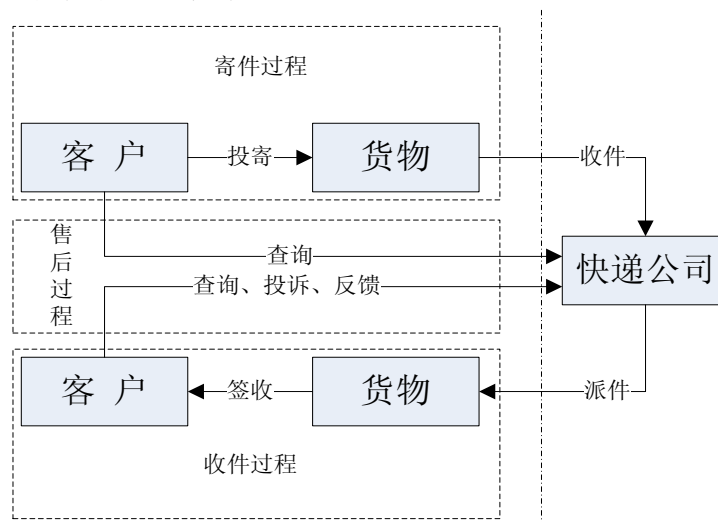 寄件过程
客 户
投寄
货物
收件
售后过程
查询
快递公司
查询、投诉、反馈
客 户
签收
货物
派件
收件过程